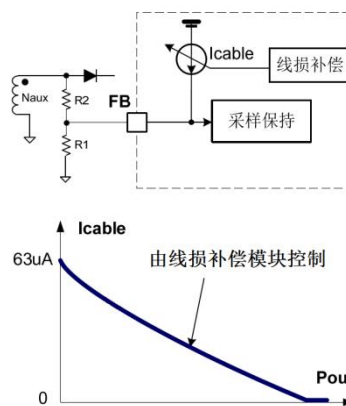 Icable
线损补偿
Naux
R2
FB
采样保持
R1
Icable
63uA
由线损补偿模块控制
Pou
0